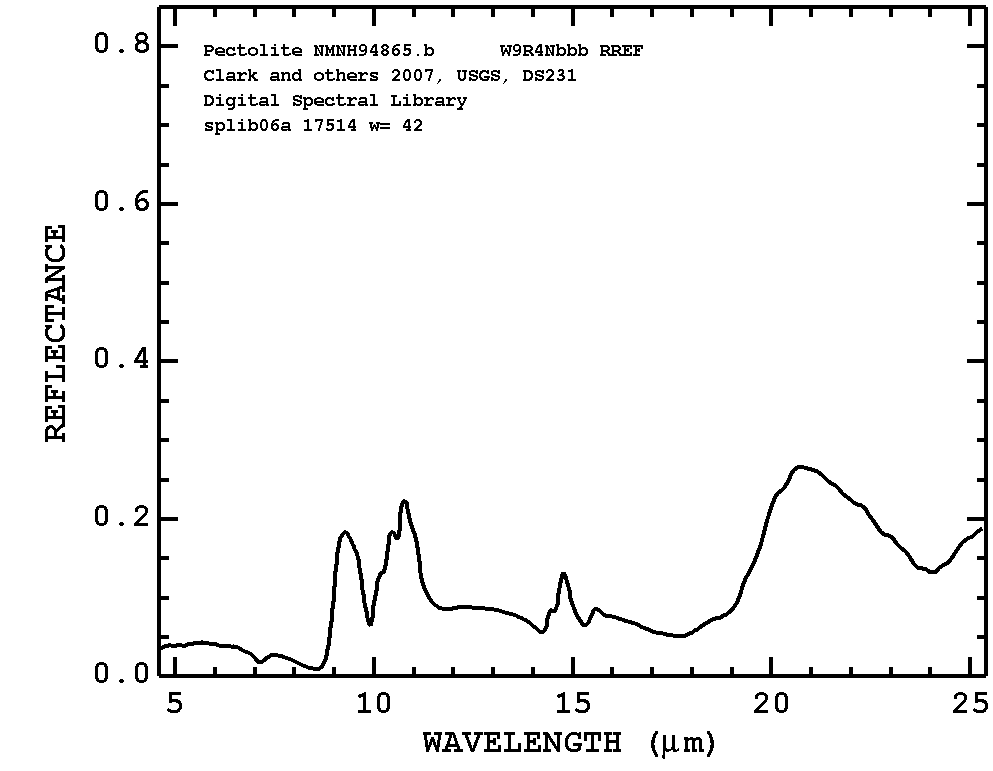 0.8
Pectolite NMNH94865.b W9R4Nbbb RREF
Clark and others 2007, USGS, DS231
Digital Spectral Library
splib06a 17514 w= 42
0.6
0.4
0.2
0.0
REFLECTANCE
5 10 15 20 25
WAVELENGTH (μm)